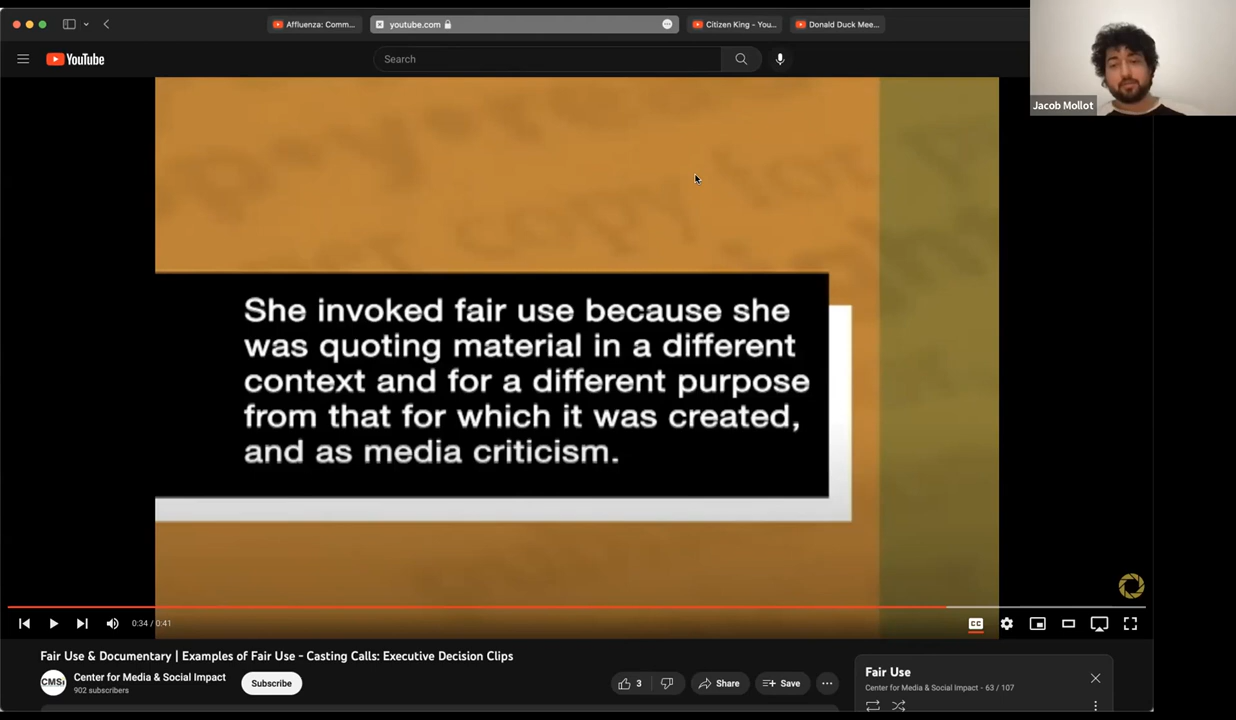 Affluenza: Comm...
youtube.com
Citizen King - You...
Donald Duck Mee...
YouTube
Search
Jacob Mollot
She invoked fair use because she
was quoting material in a different
context and for a different purpose
from that for which it was created,
and as media criticism.
0:34 / 0:41
CC
Fair Use & Documentary | Examples of Fair Use - Casting Calls: Executive Decision Clips
CMSi
Center for Media & Social Impact
902 subscribers
Subscribe
3
Share
Save
Fair Use
Center for Media & Social Impact - 63 / 107